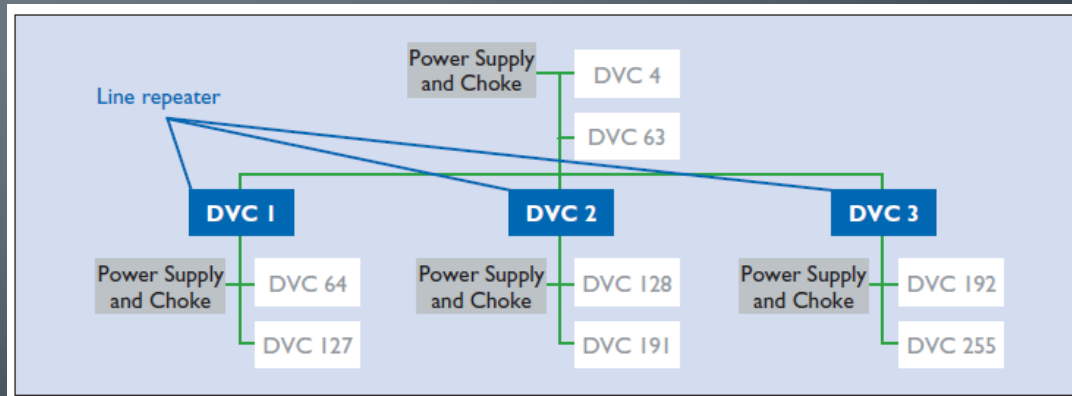 Power Supply
and Choke
DVC 4
Line repeater
DVC 63
DVC 1
DVC 2
DVC 3
Power Supply
and Choke
DVC 64
Power Supply
and Choke
DVC 128
Power Supply
and Choke
DVC 192
DVC 127
DVC 191
DVC 255